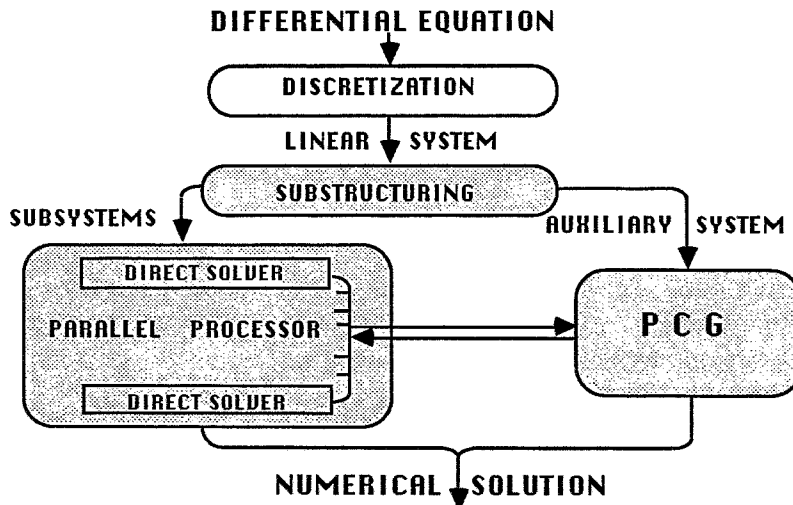 DIFFERENTIAL EQUATION
DISCRETIZATION
LINEAR SYSTEM
SUBSTRUCTURING
SUBSYSTEMS
AUXILIARY SYSTEM
DIRECT SOLVER
PARALLEL PROCESSOR
PCG
DIRECT SOLVER
NUMERICAL SOLUTION